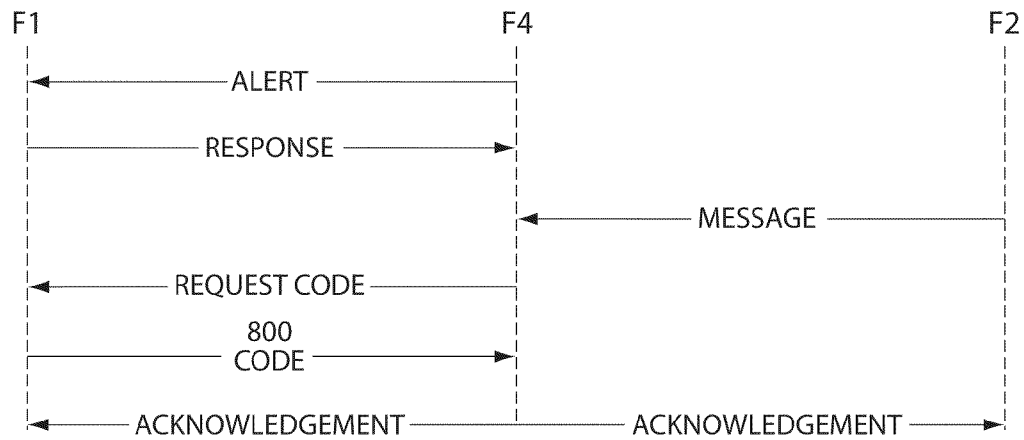 F1 F4 F2
ALERT
RESPONSE
MESSAGE
REQUEST CODE
800
CODE
ACKNOWLEDGEMENT ACKNOWLEDGEMENT